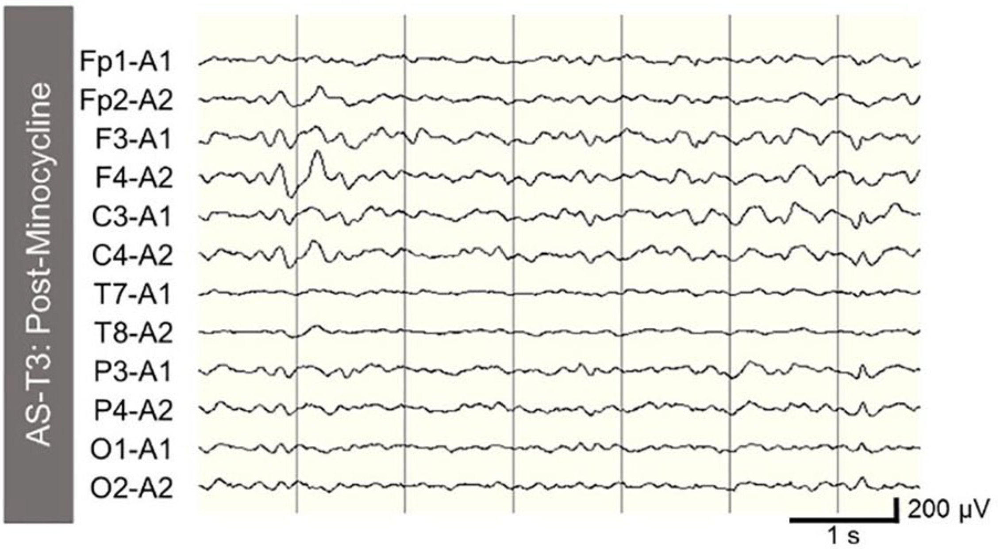 AS-T3: Post-Minocycline
Fp1-A1
Fp2-A2
F3-A1
F4-A2
C3-A1
C4-A2
T7-A1
T8-A2
P3-A1
P4-A2
O1-A1
O2-A2
200 µV
1 s